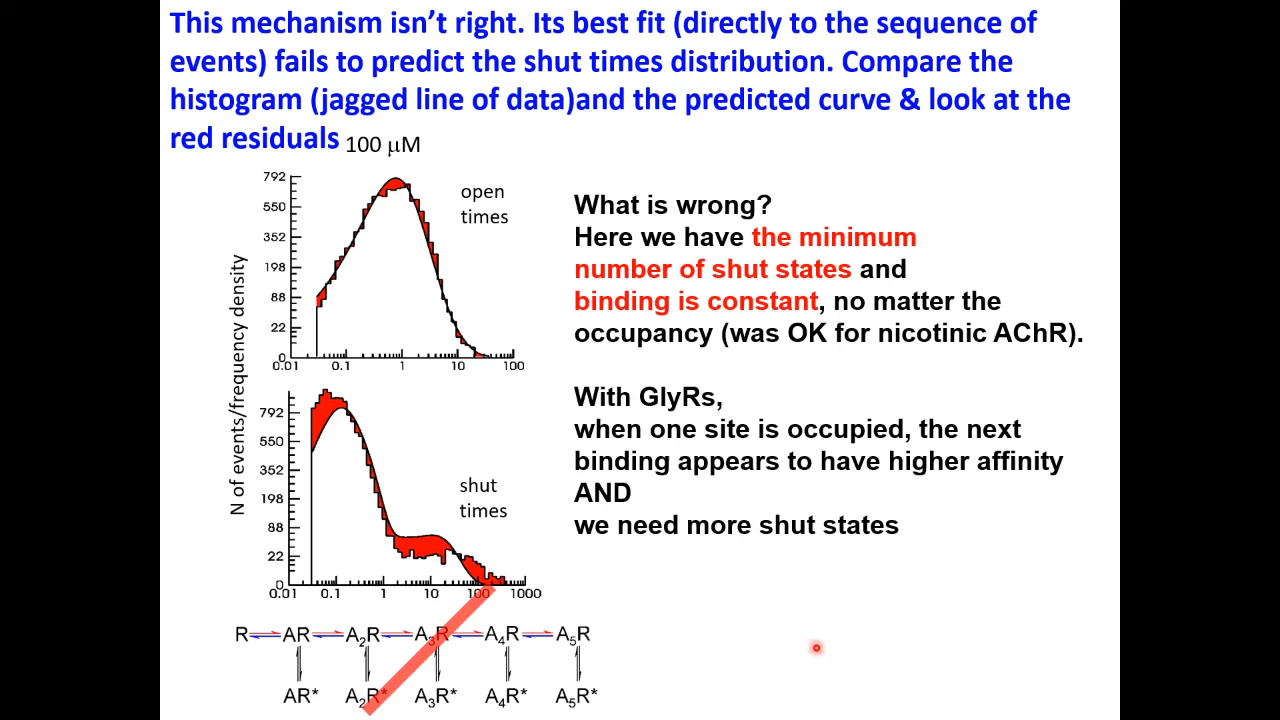 This mechanism isn’t right. Its best fit (directly to the sequence of
events) fails to predict the shut times distribution. Compare the
histogram (jagged line of data)and the predicted curve & look at the
red residuals 100 μM
792
550
352
198
88
22
0
0.01 0.1 1 10 100
open
times
N of events/frequency density
792
550
352
198
88
22
0
0.01 0.1 1 10 100 1000
shut
times
What is wrong?
Here we have the minimum
number of shut states and
binding is constant, no matter the
occupancy (was OK for nicotinic AChR).
With GlyRs,
when one site is occupied, the next
binding appears to have higher affinity
AND
we need more shut states
R AR A₂R A₃R A₄R A₅R
AR* A₂R* A₃R* A₄R* A₅R*